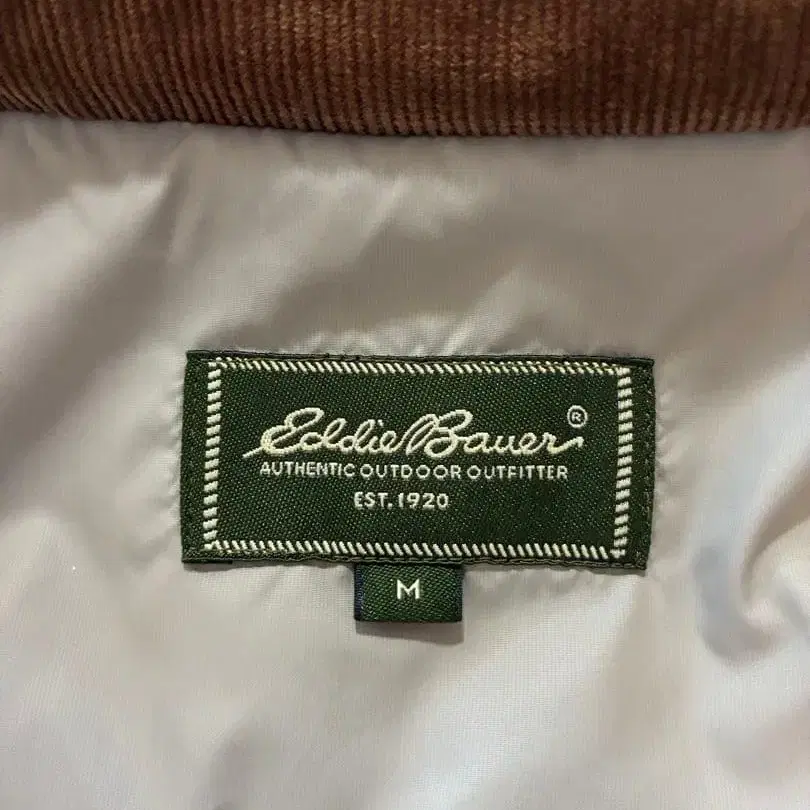 Eddie Bauer®
AUTHENTIC OUTDOOR OUTFITTER
EST. 1920
M